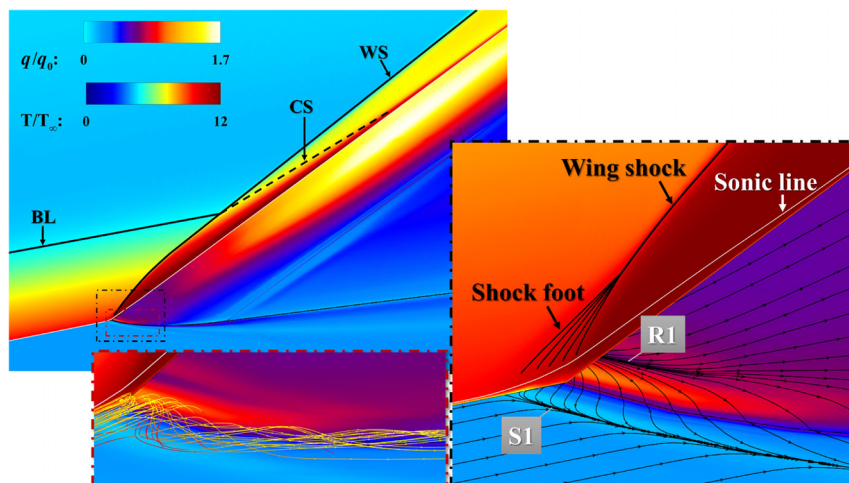 q/q₀: 0 1.7
T/T∞: 0 12
WS
CS
BL
Wing shock
Sonic line
Shock foot
R1
S1